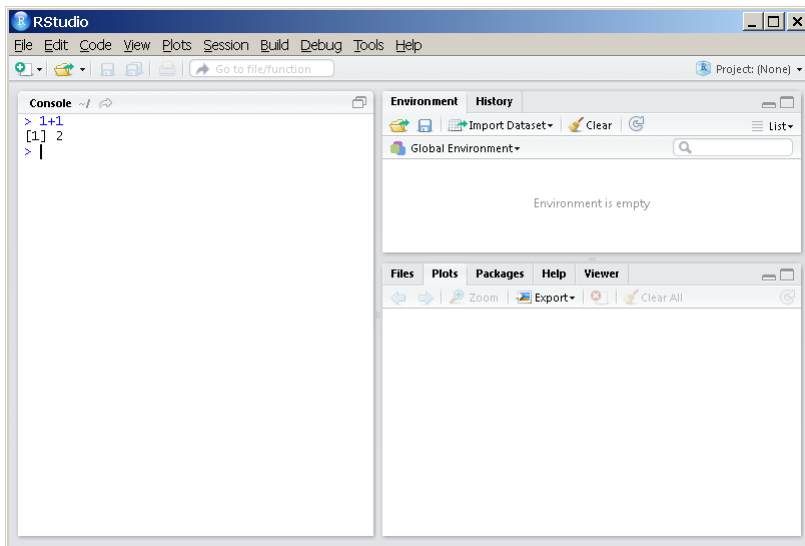 RStudio
File Edit Code View Plots Session Build Debug Tools Help
Go to file/function
Project: (None)
Console ~/
> 1+1
[1] 2
>
Environment History
Import Dataset Clear
List
Global Environment
Environment is empty
Files Plots Packages Help Viewer
Zoom Export Clear All